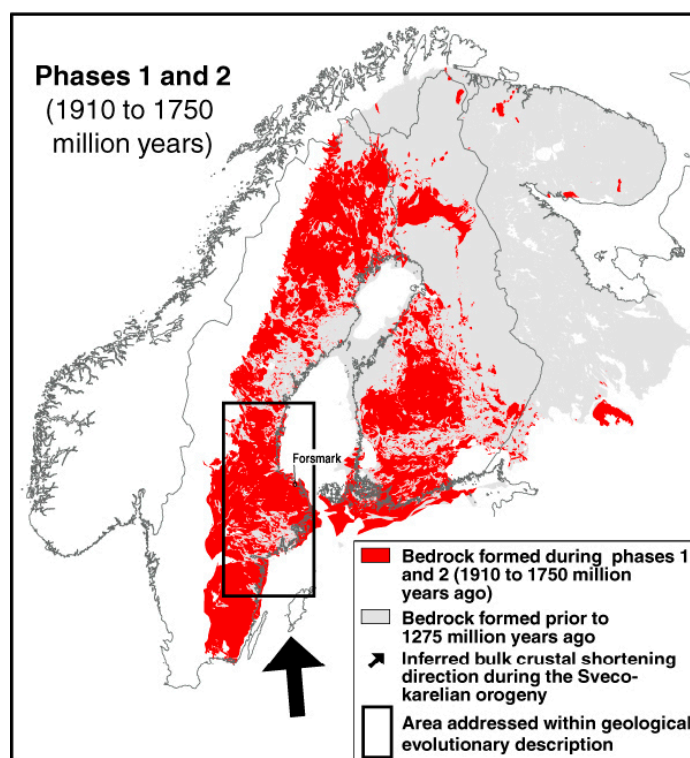 Phases 1 and 2
(1910 to 1750
million years)
Forsmark
Bedrock formed during phases 1
and 2 (1910 to 1750 million
years ago)
Bedrock formed prior to
1275 million years ago
Inferred bulk crustal shortening
direction during the Sveco-
karelian orogeny
Area addressed within geological
evolutionary description